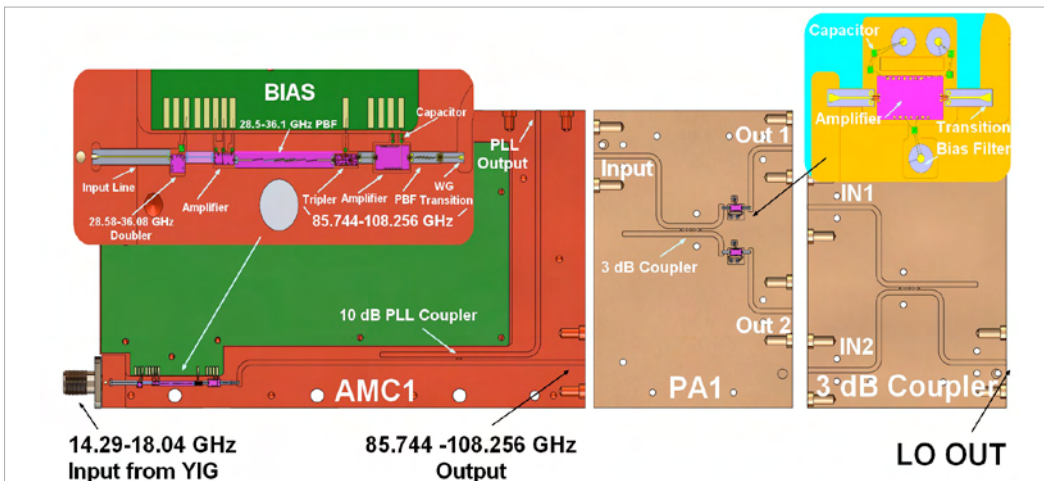 BIAS
28.5-36.1 GHz PBF
Capacitor
Input Line
Amplifier
Tripler
Amplifier
PBF
WG
Transition
28.58-36.08 GHz
Doubler
85.744-108.256 GHz
PLL
Output
10 dB PLL Coupler
AMC1
14.29-18.04 GHz
Input from YIG
85.744 -108.256 GHz
Output
Input
Out 1
3 dB Coupler
Out 2
PA1
Capacitor
Amplifier
Transition
Bias Filter
IN1
IN2
3 dB Coupler
LO OUT